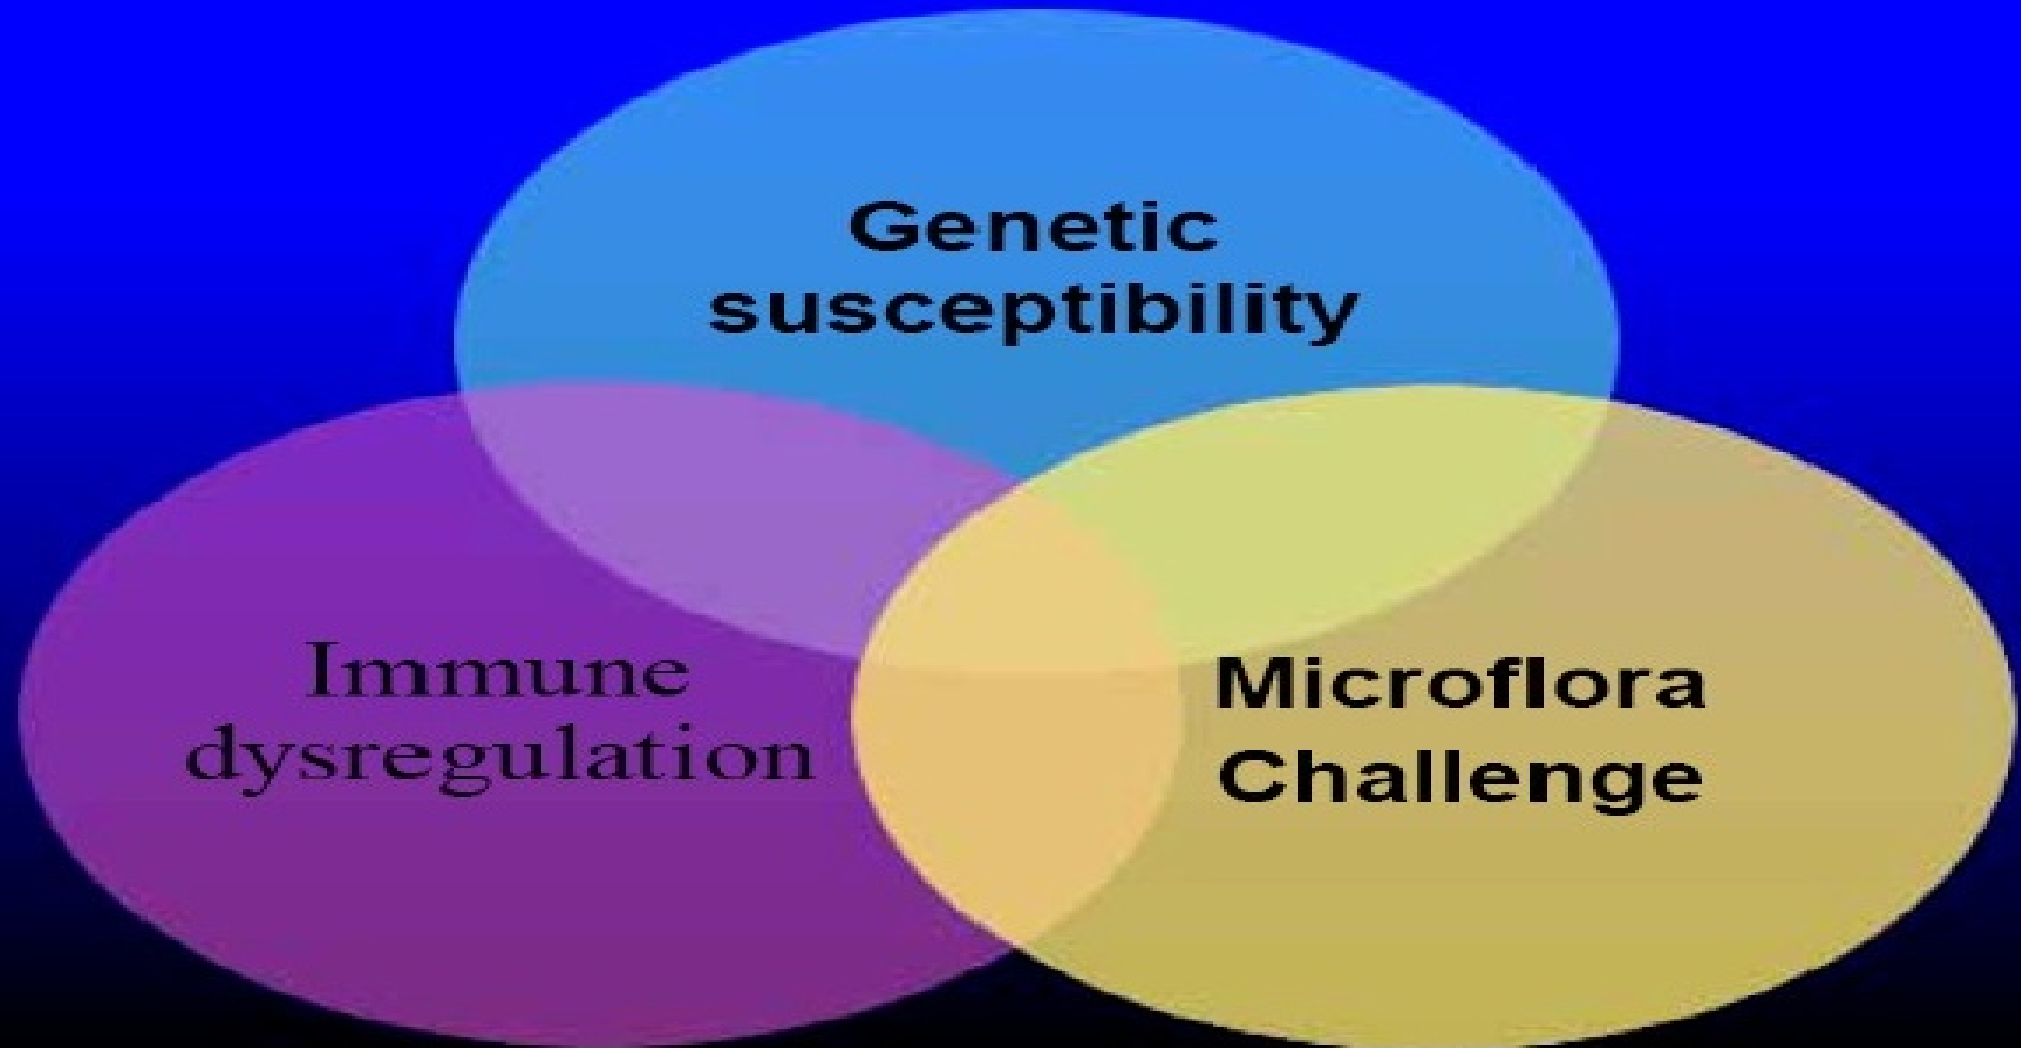 Genetic
susceptibility
Immune
dysregulation
Microflora
Challenge